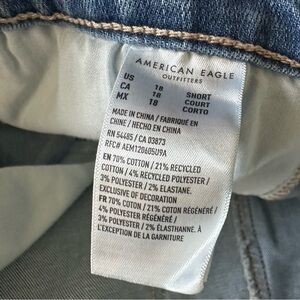 AMERICAN EAGLE
OUTFITTERS
US 18 SHORT
CA 18 COURT
MX 18 CORTO
MADE IN CHINA / FABRIQUÉ EN
CHINE / HECHO EN CHINA
RN 54485 / CA 03873
RFC# AEM120605U9A
EN 70% COTTON / 21% RECYCLED
COTTON / 4% RECYCLED POLYESTER /
3% POLYESTER / 2% ELASTANE.
EXCLUSIVE OF DECORATION
FR 70% COTON / 21% COTON RÉGÉNÉRÉ /
4% POLYESTER RÉGÉNÉRÉ /
3% POLYESTER / 2% ÉLASTHANNE. À
L'EXCEPTION DE LA GARNITURE